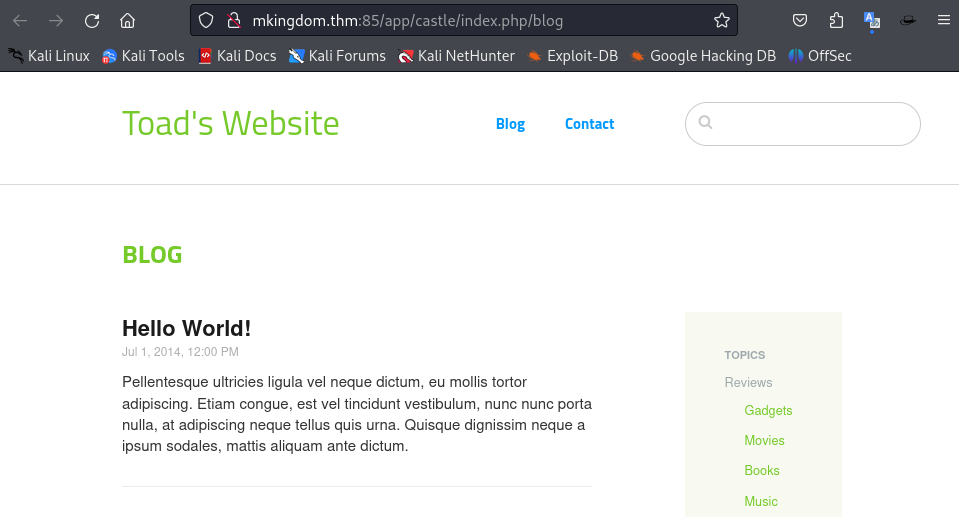 mkingdom.thm:85/app/castle/index.php/blog
Kali Linux Kali Tools Kali Docs Kali Forums Kali NetHunter Exploit-DB Google Hacking DB OffSec
Toad's Website Blog Contact
BLOG
Hello World!
Jul 1, 2014, 12:00 PM
Pellentesque ultricies ligula vel neque dictum, eu mollis tortor
adipiscing. Etiam congue, est vel tincidunt vestibulum, nunc nunc porta
nulla, at adipiscing neque tellus quis urna. Quisque dignissim neque a
ipsum sodales, mattis aliquam ante dictum.
TOPICS
Reviews
Gadgets
Movies
Books
Music